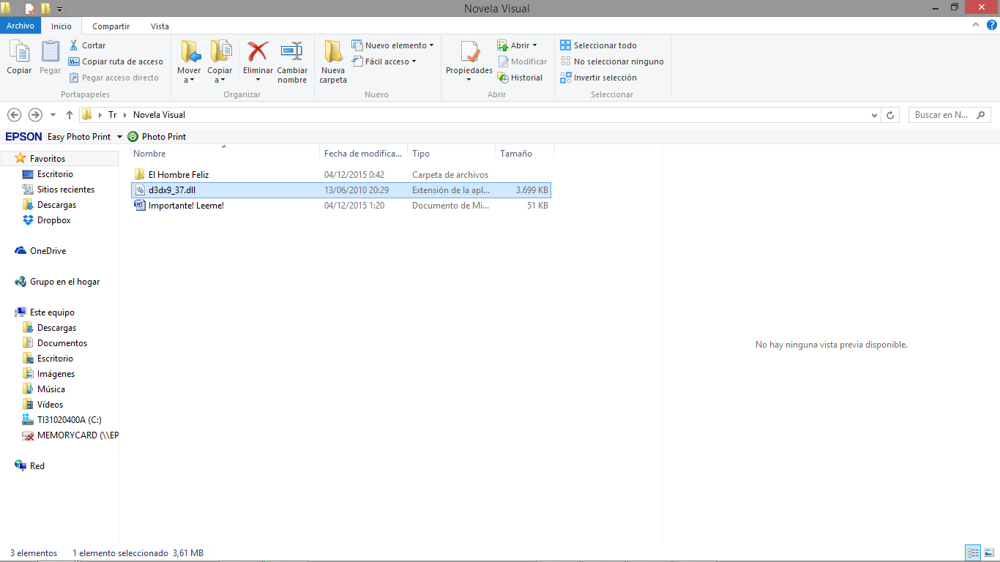 Novela Visual
Archivo Inicio Compartir Vista
Copiar
Pegar
Cortar
Copiar ruta de acceso
Pegar acceso directo
Portapapeles
Mover a
Copiar a
Eliminar
Cambiar nombre
Organizar
Nueva carpeta
Nuevo elemento
Fácil acceso
Nuevo
Propiedades
Abrir
Modificar
Historial
Abrir
Seleccionar todo
No seleccionar ninguno
Invertir selección
Seleccionar
Tr Novela Visual
Buscar en N...
EPSON Easy Photo Print Photo Print
Favoritos
Escritorio
Sitios recientes
Descargas
Dropbox
OneDrive
Grupo en el hogar
Este equipo
Descargas
Documentos
Escritorio
Imágenes
Música
Vídeos
TI31020400A (C:)
MEMORYCARD (\\EP
Red
Nombre Fecha de modifica... Tipo Tamaño
El Hombre Feliz 04/12/2015 0:42 Carpeta de archivos
d3dx9_37.dll 13/06/2010 20:29 Extensión de la apl... 3.699 KB
Importante! Leeme! 04/12/2015 1:20 Documento de Mi... 51 KB
No hay ninguna vista previa disponible.
3 elementos 1 elemento seleccionado 3,61 MB